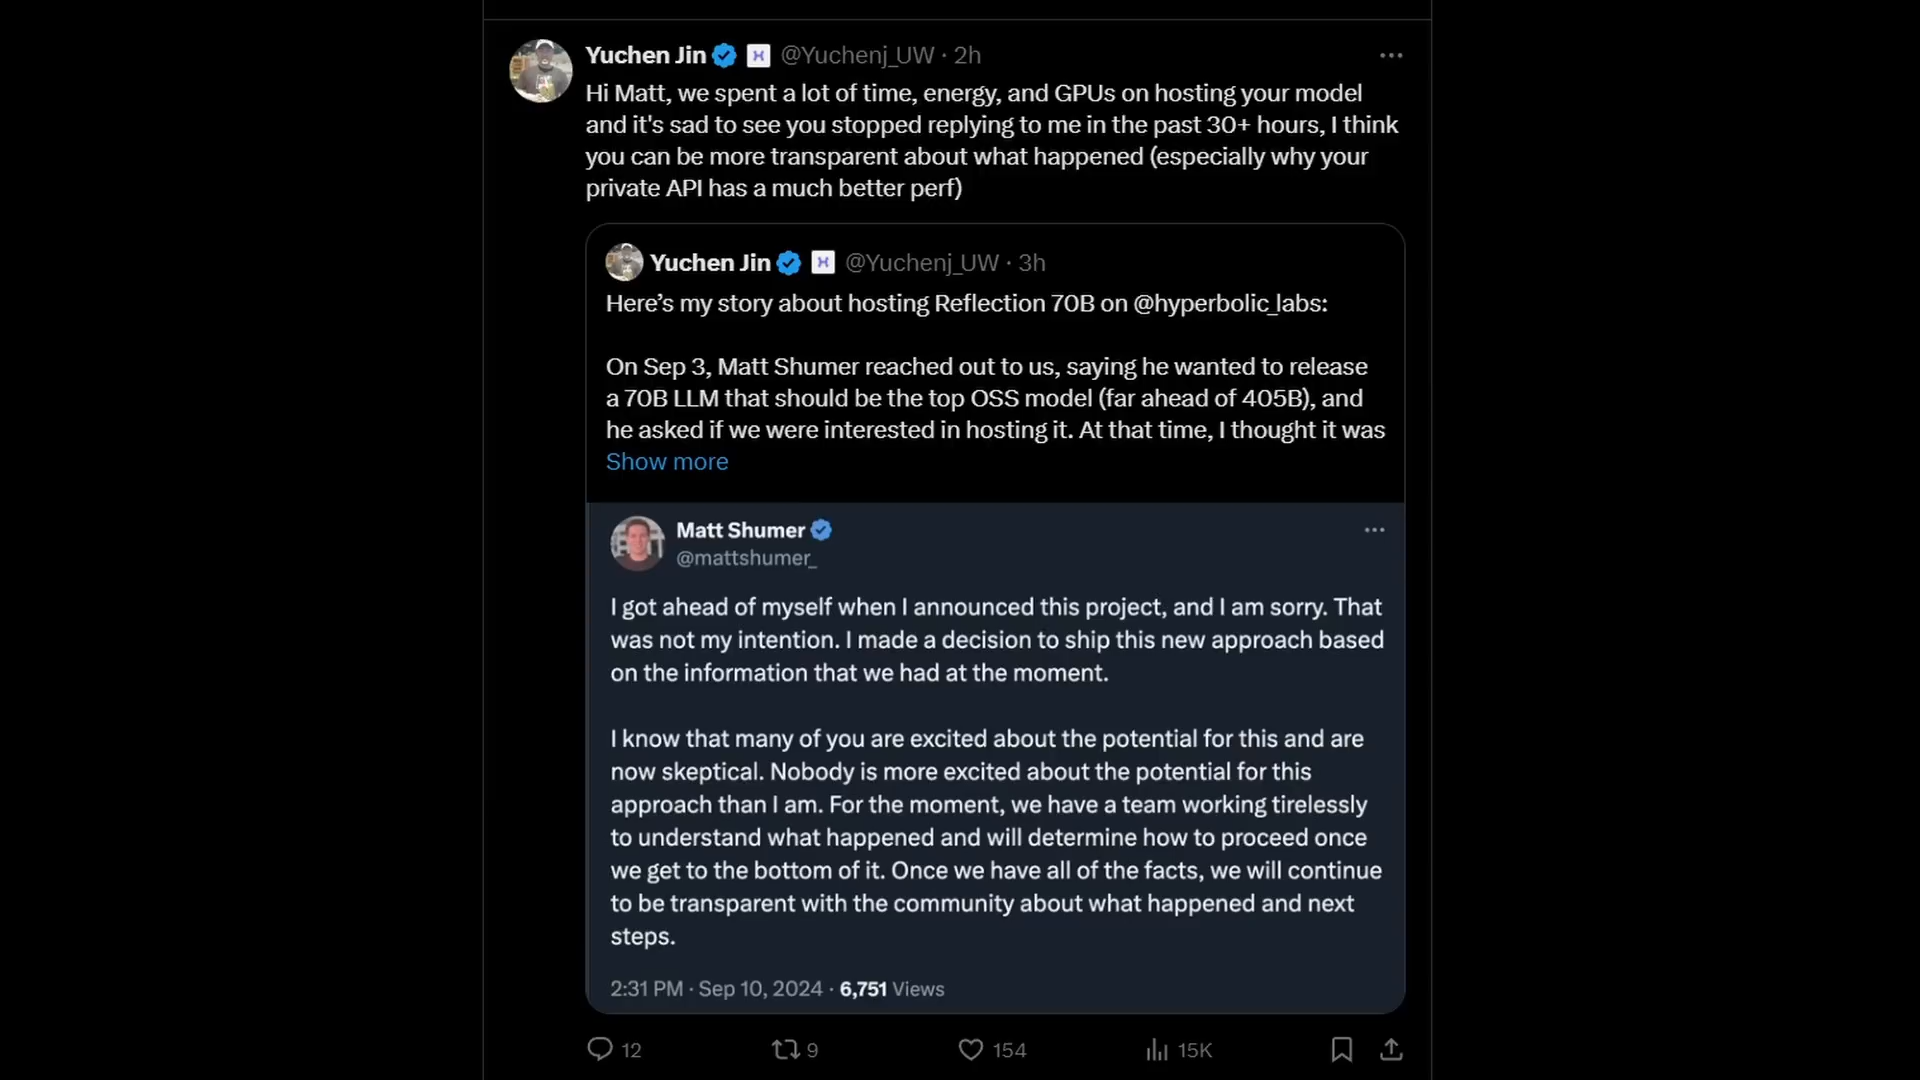 Yuchen Jin @Yuchenj_UW · 2h
Hi Matt, we spent a lot of time, energy, and GPUs on hosting your model
and it's sad to see you stopped replying to me in the past 30+ hours, I think
you can be more transparent about what happened (especially why your
private API has a much better perf)
Yuchen Jin @Yuchenj_UW · 3h
Here’s my story about hosting Reflection 70B on @hyperbolic_labs:
On Sep 3, Matt Shumer reached out to us, saying he wanted to release
a 70B LLM that should be the top OSS model (far ahead of 405B), and
he asked if we were interested in hosting it. At that time, I thought it was
Show more
Matt Shumer
@mattshumer_
I got ahead of myself when I announced this project, and I am sorry. That
was not my intention. I made a decision to ship this new approach based
on the information that we had at the moment.
I know that many of you are excited about the potential for this and are
now skeptical. Nobody is more excited about the potential for this
approach than I am. For the moment, we have a team working tirelessly
to understand what happened and will determine how to proceed once
we get to the bottom of it. Once we have all of the facts, we will continue
to be transparent with the community about what happened and next
steps.
2:31 PM · Sep 10, 2024 · 6,751 Views
12 9 154 15K